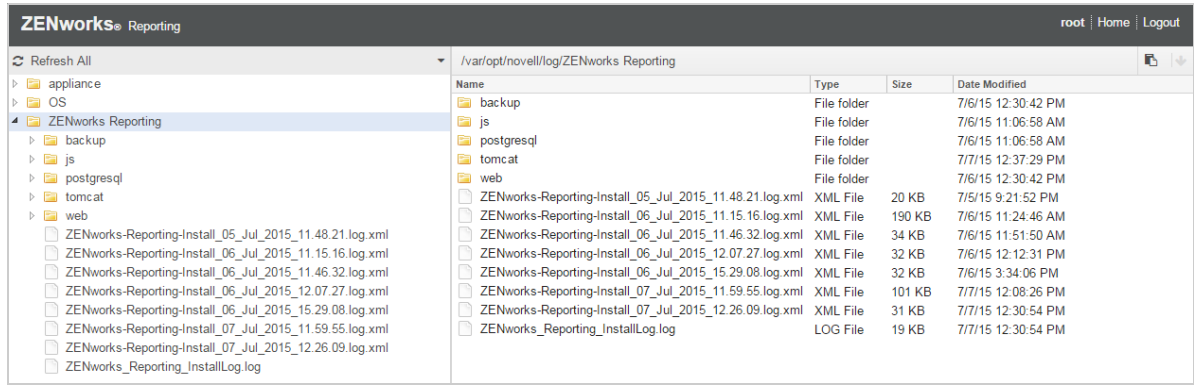 ZENworks® Reporting
root Home Logout
Refresh All
appliance
OS
ZENworks Reporting
backup
js
postgresql
tomcat
web
ZENworks-Reporting-Install_05_Jul_2015_11.48.21.log.xml
ZENworks-Reporting-Install_06_Jul_2015_11.15.16.log.xml
ZENworks-Reporting-Install_06_Jul_2015_11.46.32.log.xml
ZENworks-Reporting-Install_06_Jul_2015_12.07.27.log.xml
ZENworks-Reporting-Install_06_Jul_2015_15.29.08.log.xml
ZENworks-Reporting-Install_07_Jul_2015_11.59.55.log.xml
ZENworks-Reporting-Install_07_Jul_2015_12.26.09.log.xml
ZENworks_Reporting_InstallLog.log
/var/opt/novell/log/ZENworks Reporting
Name Type Size Date Modified
backup File folder 7/6/15 12:30:42 PM
js File folder 7/6/15 11:06:58 AM
postgresql File folder 7/6/15 11:06:58 AM
tomcat File folder 7/7/15 12:37:29 PM
web File folder 7/6/15 12:30:42 PM
ZENworks-Reporting-Install_05_Jul_2015_11.48.21.log.xml XML File 20 KB 7/5/15 9:21:52 PM
ZENworks-Reporting-Install_06_Jul_2015_11.15.16.log.xml XML File 190 KB 7/6/15 11:24:46 AM
ZENworks-Reporting-Install_06_Jul_2015_11.46.32.log.xml XML File 34 KB 7/6/15 11:51:50 AM
ZENworks-Reporting-Install_06_Jul_2015_12.07.27.log.xml XML File 32 KB 7/6/15 12:12:31 PM
ZENworks-Reporting-Install_06_Jul_2015_15.29.08.log.xml XML File 32 KB 7/6/15 3:34:06 PM
ZENworks-Reporting-Install_07_Jul_2015_11.59.55.log.xml XML File 101 KB 7/7/15 12:08:26 PM
ZENworks-Reporting-Install_07_Jul_2015_12.26.09.log.xml XML File 31 KB 7/7/15 12:30:54 PM
ZENworks_Reporting_InstallLog.log LOG File 19 KB 7/7/15 12:30:54 PM